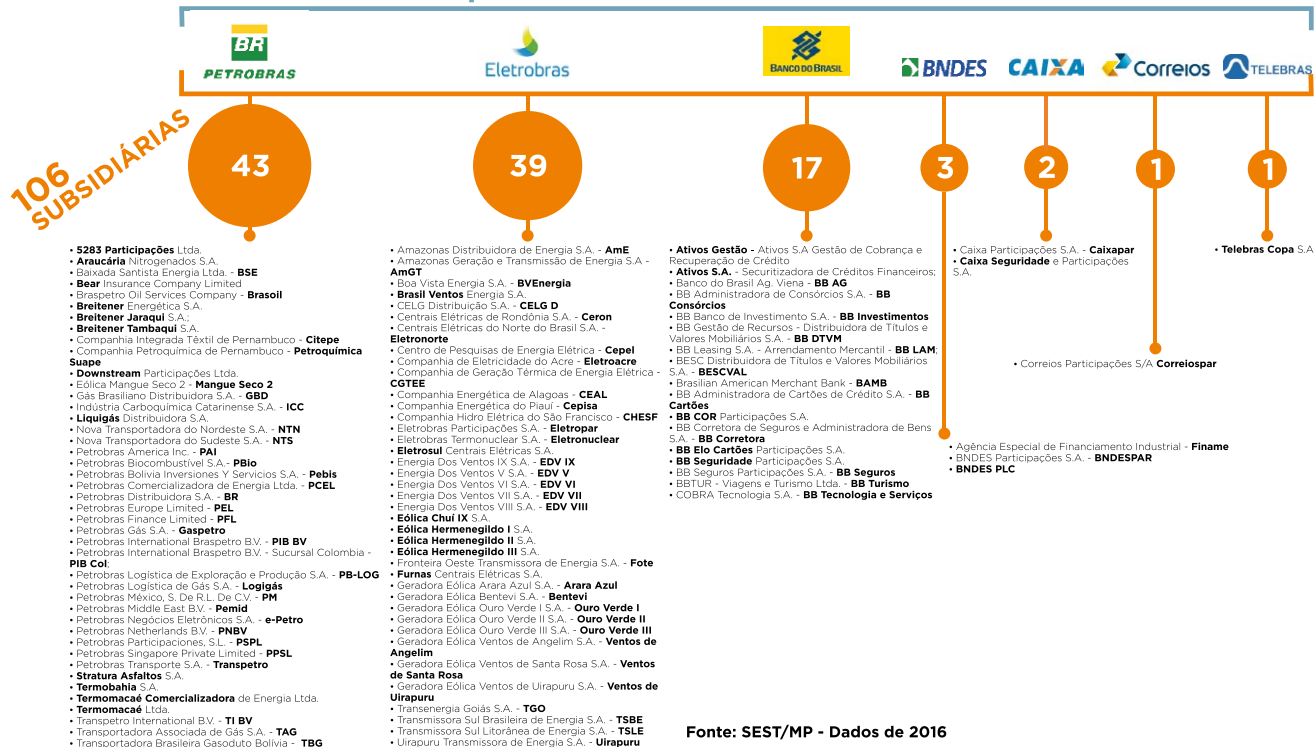 BR
PETROBRAS
Eletrobras
BANCO DO BRASIL
BNDES
CAIXA
Correios
TELEBRAS
106
SUBSIDIÁRIAS
43
39
17
3
2
1
1
• 5283 Participações Ltda.
• Araucária Nitrogenados S.A.
• Baixada Santista Energia Ltda. - BSE
• Bear Insurance Company Limited
• Braspetro Oil Services Company - Brasoil
• Breitener Energética S.A.
• Breitener Jaraqui S.A.;
• Breitener Tambaqui S.A.
• Companhia Integrada Têxtil de Pernambuco - Citepe
• Companhia Petroquímica de Pernambuco - Petroquímica
Suape
• Downstream Participações Ltda.
• Eólica Mangue Seco 2 - Mangue Seco 2
• Gás Brasiliano Distribuidora S.A. - GBD
• Indústria Carboquímica Catarinense S.A. - ICC
• Liquigás Distribuidora S.A.
• Nova Transportadora do Nordeste S.A. - NTN
• Nova Transportadora do Sudeste S.A. - NTS
• Petrobras America Inc. - PAI
• Petrobras Biocombustível S.A.- PBio
• Petrobras Bolivia Inversiones Y Servicios S.A. - Pebis
• Petrobras Comercializadora de Energia Ltda. - PCEL
• Petrobras Distribuidora S.A. - BR
• Petrobras Europe Limited - PEL
• Petrobras Finance Limited - PFL
• Petrobras Gás S.A. - Gaspetro
• Petrobras International Braspetro B.V. - PIB BV
• Petrobras International Braspetro B.V. - Sucursal Colombia -
PIB Col;
• Petrobras Logística de Exploração e Produção S.A. - PB-LOG
• Petrobras Logística de Gás S.A. - Logigás
• Petrobras México, S. De R.L. De C.V. - PM
• Petrobras Middle East B.V. - Pemid
• Petrobras Negócios Eletrônicos S.A. - e-Petro
• Petrobras Netherlands B.V. - PNBV
• Petrobras Participaciones, S.L. - PSPL
• Petrobras Singapore Private Limited - PPSL
• Petrobras Transporte S.A. - Transpetro
• Stratura Asfaltos S.A.
• Termobahia S.A.
• Termomacaé Comercializadora de Energia Ltda.
• Termomacaé Ltda.
• Transpetro International B.V. - TI BV
• Transportadora Associada de Gás S.A. - TAG
• Transportadora Brasileira Gasoduto Bolívia - TBG
• Amazonas Distribuidora de Energia S.A. - AmE
• Amazonas Geração e Transmissão de Energia S.A -
AmGT
• Boa Vista Energia S.A. - BVEnergia
• Brasil Ventos Energia S.A.
• CELG Distribuição S.A. - CELG D
• Centrais Elétricas de Rondônia S.A. - Ceron
• Centrais Elétricas do Norte do Brasil S.A. -
Eletronorte
• Centro de Pesquisas de Energia Elétrica - Cepel
• Companhia de Eletricidade do Acre - Eletroacre
• Companhia de Geração Térmica de Energia Elétrica -
CGTEE
• Companhia Energética de Alagoas - CEAL
• Companhia Energética do Piauí - Cepisa
• Companhia Hidro Elétrica do São Francisco - CHESF
• Eletrobras Participações S.A. - Eletropar
• Eletrobras Termonuclear S.A. - Eletronuclear
• Eletrosul Centrais Elétricas S.A.
• Energia Dos Ventos IX S.A. - EDV IX
• Energia Dos Ventos V S.A. - EDV V
• Energia Dos Ventos VI S.A. - EDV VI
• Energia Dos Ventos VII S.A. - EDV VII
• Energia Dos Ventos VIII S.A. - EDV VIII
• Eólica Chuí IX S.A.
• Eólica Hermenegildo I S.A.
• Eólica Hermenegildo II S.A.
• Eólica Hermenegildo III S.A.
• Fronteira Oeste Transmissora de Energia S.A. - Fote
• Furnas Centrais Elétricas S.A.
• Geradora Eólica Arara Azul S.A. - Arara Azul
• Geradora Eólica Bentevi S.A. - Bentevi
• Geradora Eólica Ouro Verde I S.A. - Ouro Verde I
• Geradora Eólica Ouro Verde II S.A. - Ouro Verde II
• Geradora Eólica Ouro Verde III S.A. - Ouro Verde III
• Geradora Eólica Ventos de Angelim S.A. - Ventos de
Angelim
• Geradora Eólica Ventos de Santa Rosa S.A. - Ventos
de Santa Rosa
• Geradora Eólica Ventos de Uirapuru S.A. - Ventos de
Uirapuru
• Transenergia Goiás S.A. - TGO
• Transmissora Sul Brasileira de Energia S.A. - TSBE
• Transmissora Sul Litorânea de Energia S.A. - TSLE
• Uirapuru Transmissora de Energia S.A. - Uirapuru
• Ativos Gestão - Ativos S.A Gestão de Cobrança e
Recuperação de Crédito
• Ativos S.A. - Securitizadora de Créditos Financeiros;
• Banco do Brasil Ag. Viena - BB AG
• BB Administradora de Consórcios S.A. - BB
Consórcios
• BB Banco de Investimento S.A. - BB Investimentos
• BB Gestão de Recursos - Distribuidora de Títulos e
Valores Mobiliários S.A. - BB DTVM
• BB Leasing S.A. - Arrendamento Mercantil - BB LAM;
• BESC Distribuidora de Títulos e Valores Mobiliários
S.A. - BESCVAL
• Brasilian American Merchant Bank - BAMB
• BB Administradora de Cartões de Crédito S.A. - BB
Cartões
• BB COR Participações S.A.
• BB Corretora de Seguros e Administradora de Bens
S.A. - BB Corretora
• BB Elo Cartões Participações S.A.
• BB Seguridade Participações S.A.
• BB Seguros Participações S.A. - BB Seguros
• BBTUR - Viagens e Turismo Ltda. - BB Turismo
• COBRA Tecnologia S.A. - BB Tecnologia e Serviços
• Caixa Participações S.A. - Caixapar
• Caixa Seguridade e Participações
S.A.
• Telebras Copa S.A
• Correios Participações S/A Correiospar
• Agência Especial de Financiamento Industrial - Finame
• BNDES Participações S.A. - BNDESPAR
• BNDES PLC
Fonte: SEST/MP - Dados de 2016